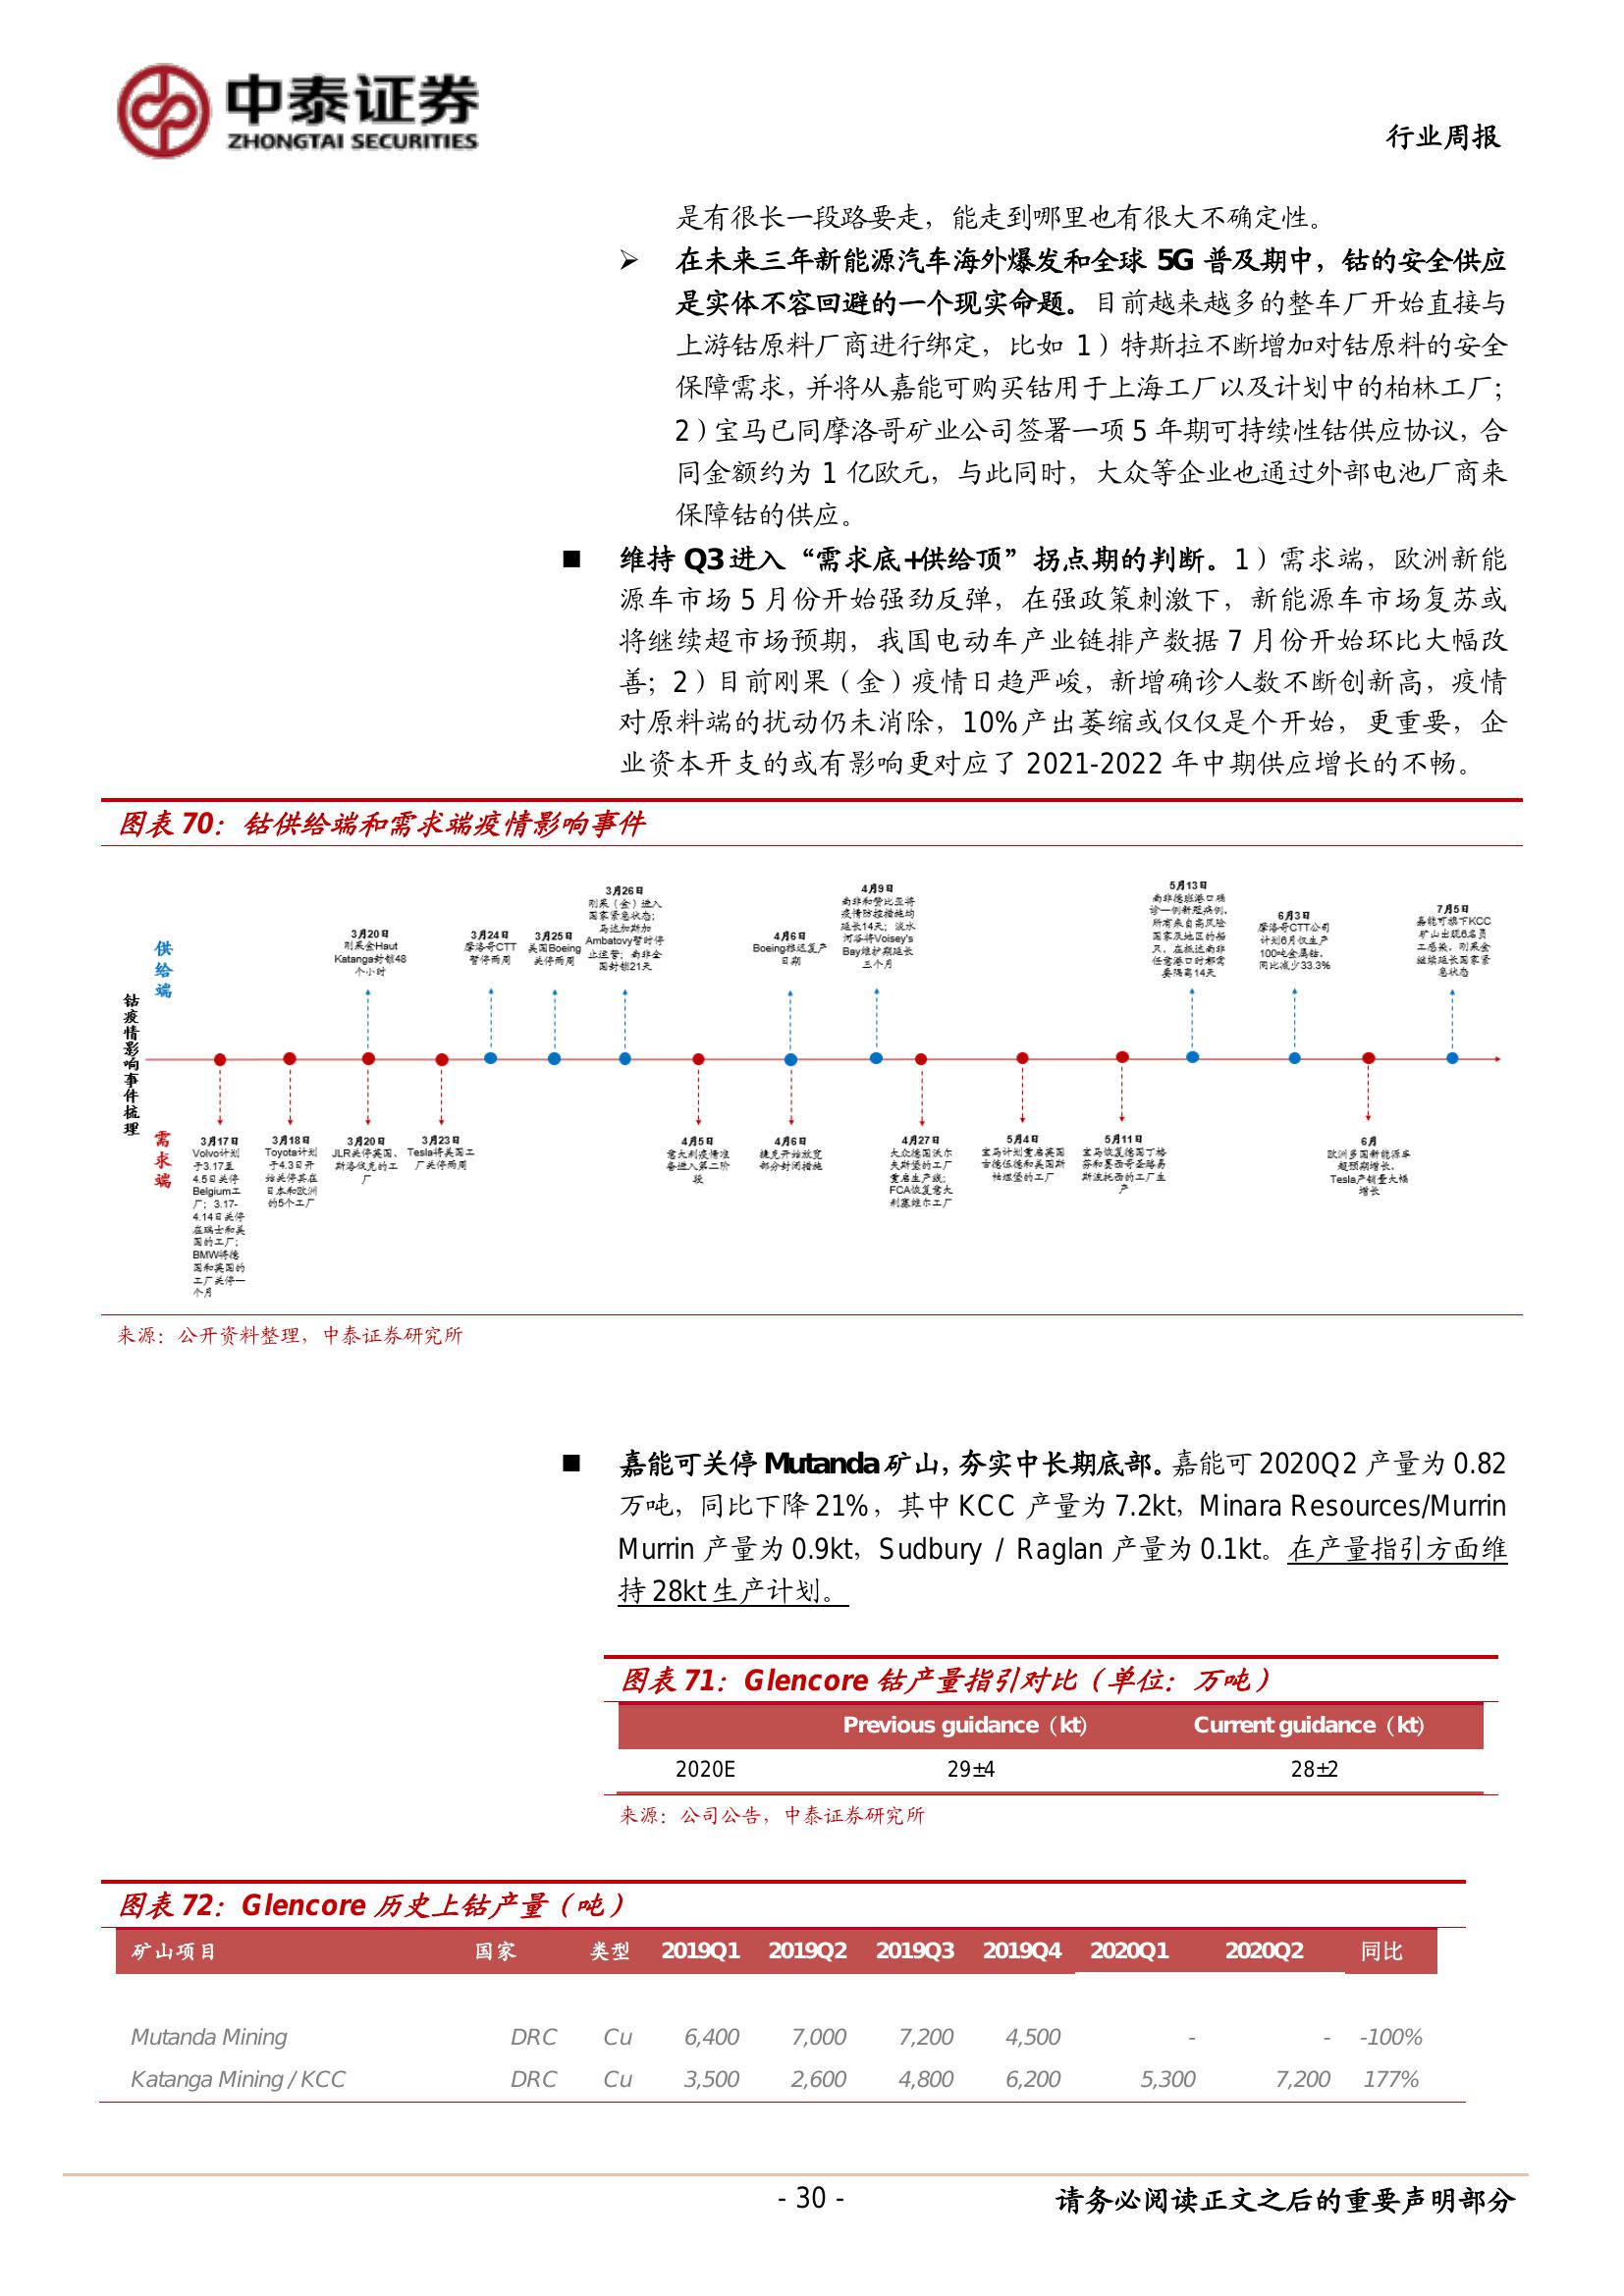 中泰证券
ZHONGTAI SECURITIES
行业周报
是有很长一段路要走，能走到哪里也有很大不确定性。
➢ 在未来三年新能源汽车海外爆发和全球 5G 普及期中，钴的安全供应
是实体不容回避的一个现实命题。目前越来越多的整车厂开始直接与
上游钴原料厂商进行绑定，比如 1）特斯拉不断增加对钴原料的安全
保障需求，并将从嘉能可购买钴用于上海工厂以及计划中的柏林工厂；
2）宝马已同摩洛哥矿业公司签署一项 5 年期可持续性钴供应协议，合
同金额约为 1 亿欧元，与此同时，大众等企业也通过外部电池厂商来
保障钴的供应。
■ 维持 Q3 进入“需求底+供给顶”拐点期的判断。1）需求端，欧洲新能
源车市场 5 月份开始强劲反弹，在强政策刺激下，新能源车市场复苏或
将继续超市场预期，我国电动车产业链排产数据 7 月份开始环比大幅改
善；2）目前刚果（金）疫情日趋严峻，新增确诊人数不断创新高，疫情
对原料端的扰动仍未消除，10%产出萎缩或仅仅是个开始，更重要，企
业资本开支的或有影响更对应了 2021-2022 年中期供应增长的不畅。
图表 70：钴供给端和需求端疫情影响事件
钴疫情影响事件梳理
供给端
3月20日
刚果金Haut
Katanga封锁48
个小时
3月24日
摩洛哥CTT
暂停两周
3月25日
美国Boeing
关停两周
3月26日
刚果（金）进入
国家紧急状态；
马达加斯加
Ambatovy暂时停
止运营；南非全
国封锁21天
4月6日
Boeing推迟复产
日期
4月9日
南非和赞比亚将
疫情防控措施均
延长14天；淡水
河谷将Voisey's
Bay维护期延长
三个月
5月13日
南非德班港口确
诊一例新冠病例，
所有来自高风险
国家及地区的船
只，在抵达南非
任意港口时都需
要隔离14天
6月3日
摩洛哥CTT公司
计划6月仅生产
100吨金属钴，
同比减少33.3%
7月5日
嘉能可旗下KCC
矿山出现6名员
工感染，刚果金
继续延长国家紧
急状态
需求端
3月17日
Volvo计划
于3.17至
4.5日关停
Belgium工
厂；3.17-
4.14日关停
在瑞士和美
国的工厂；
BMW将德
国和英国的
工厂关停一
个月
3月18日
Toyota计划
于4.3日开
始关停其在
日本和欧洲
的5个工厂
3月20日
JLR关停英国、
斯洛伐克的工
厂
3月23日
Tesla将美国工
厂关停两周
4月5日
意大利疫情准
备进入第二阶
段
4月6日
捷克开始放宽
部分封闭措施
4月27日
大众德国沃尔
夫斯堡的工厂
重启生产线；
FCA恢复意大
利塞维尔工厂
5月4日
宝马计划重启英国
古德伍德和美国斯
帕坦堡的工厂
5月11日
宝马恢复德国丁格
芬和墨西哥圣路易
斯波托西的工厂生
产
6月
欧洲多国新能源车
超预期增长，
Tesla产销量大幅
增长
来源：公开资料整理，中泰证券研究所
■ 嘉能可关停 Mutanda 矿山，夯实中长期底部。嘉能可 2020Q2 产量为 0.82
万吨，同比下降 21%，其中 KCC 产量为 7.2kt，Minara Resources/Murrin
Murrin 产量为 0.9kt，Sudbury / Raglan 产量为 0.1kt。在产量指引方面维
持 28kt 生产计划。
图表 71：Glencore 钴产量指引对比（单位：万吨）
Previous guidance（kt） Current guidance（kt）
2020E 29±4 28±2
来源：公司公告，中泰证券研究所
图表 72：Glencore 历史上钴产量（吨）
矿山项目 国家 类型 2019Q1 2019Q2 2019Q3 2019Q4 2020Q1 2020Q2 同比
Mutanda Mining DRC Cu 6,400 7,000 7,200 4,500 - - -100%
Katanga Mining / KCC DRC Cu 3,500 2,600 4,800 6,200 5,300 7,200 177%
- 30 -
请务必阅读正文之后的重要声明部分